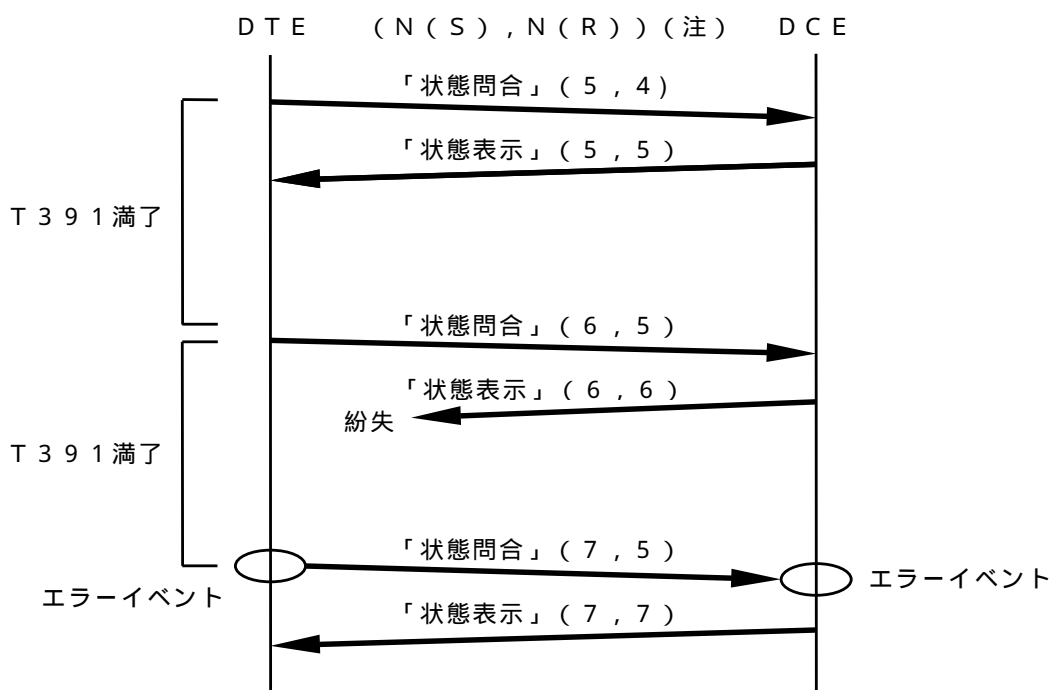 DTE (N(S),N(R))(注) DCE
「状態問合」(5,4)
「状態表示」(5,5)
T391満了
「状態問合」(6,5)
「状態表示」(6,6)
紛失
T391満了
「状態問合」(7,5)
エラーイベント
エラーイベント
「状態表示」(7,7)